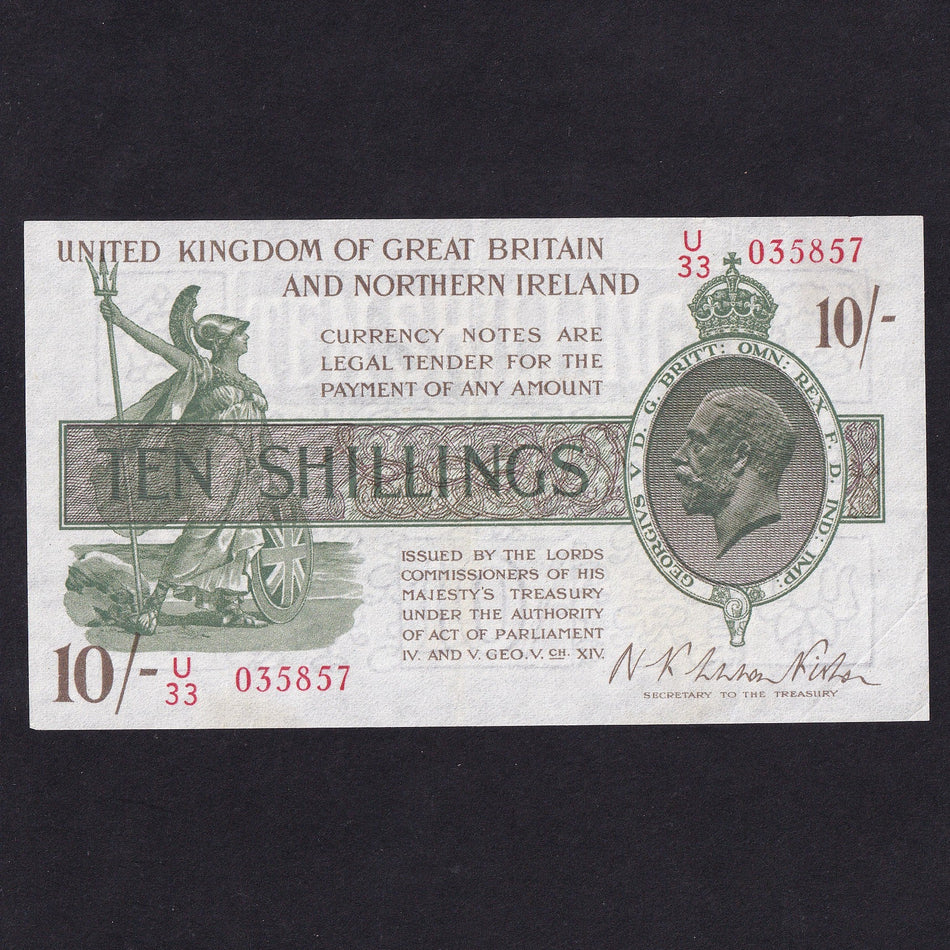 UNITED KINGDOM OF GREAT BRITAIN
AND NORTHERN IRELAND
U
33 035857
10/-
CURRENCY NOTES ARE
LEGAL TENDER FOR THE
PAYMENT OF ANY AMOUNT
GEORGIVS V D. G. BRITT: OMN: REX F. D. IND: IMP:
TEN SHILLINGS
ISSUED BY THE LORDS
COMMISSIONERS OF HIS
MAJESTY'S TREASURY
UNDER THE AUTHORITY
OF ACT OF PARLIAMENT
IV. AND V. GEO. V. CH. XIV.
10/-
U
33 035857
SECRETARY TO THE TREASURY